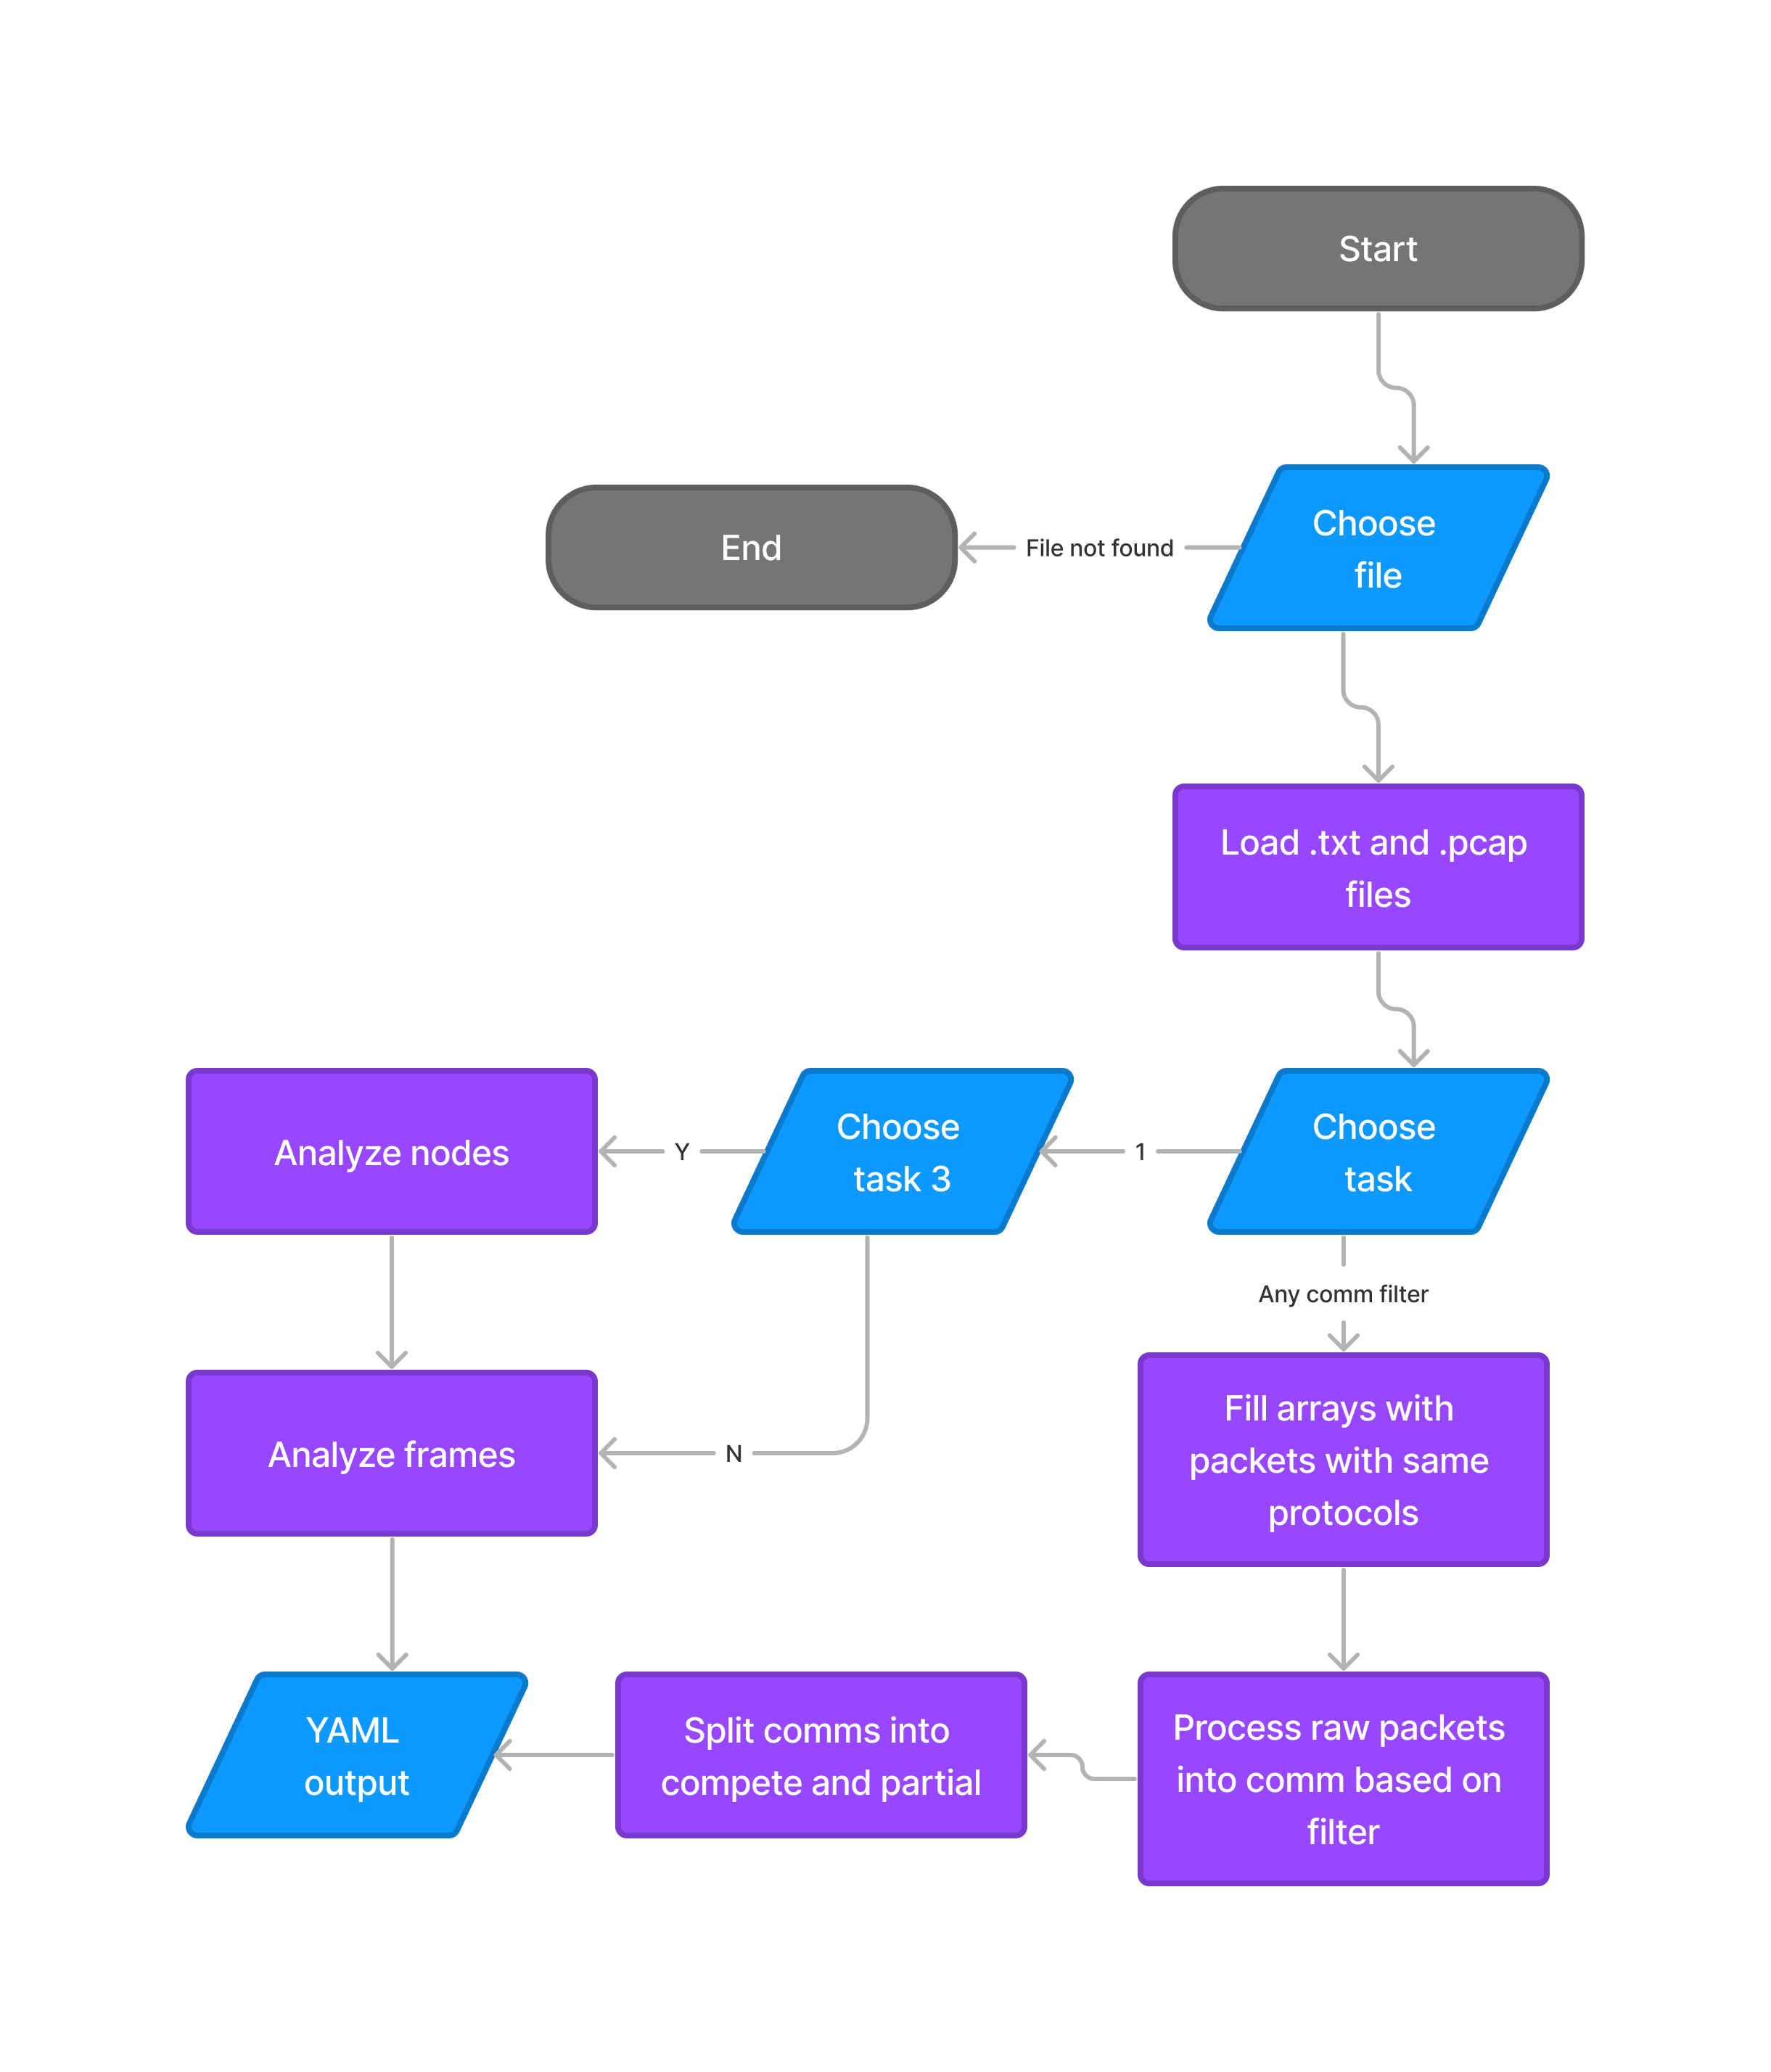 Start
Choose
file
File not found
End
Load .txt and .pcap
files
Choose
task
1
Choose
task 3
Y
Analyze nodes
Any comm filter
N
Analyze frames
Fill arrays with
packets with same
protocols
Process raw packets
into comm based on
filter
Split comms into
compete and partial
YAML
output